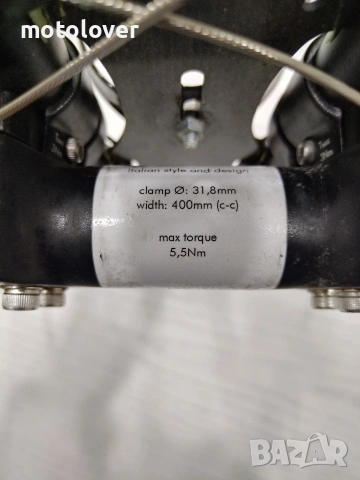 motolover
italian style and design
clamp Ø: 31,8mm
width: 400mm (c-c)
max torque
5,5Nm
BAZAR